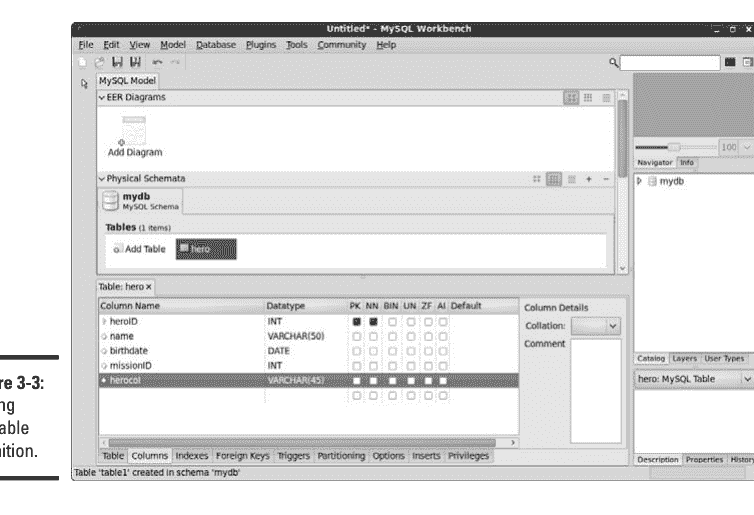 Untitled* - MySQL Workbench
File Edit View Model Database Plugins Tools Community Help
MySQL Model
EER Diagrams
Add Diagram
100
Navigator Info
Physical Schemata
mydb
MySQL Schema
mydb
Tables (1 items)
Add Table hero
Table: hero x
Column Name Datatype PK NN BIN UN ZF AI Default
heroID INT
name VARCHAR(50)
birthdate DATE
missionID INT
herocol VARCHAR(45)
Column Details
Collation:
Comment
Catalog Layers User Types
hero: MySQL Table
Table Columns Indexes Foreign Keys Triggers Partitioning Options Inserts Privileges
Description Properties History
Table 'table1' created in schema 'mydb'
re 3-3:
ng
able
nition.